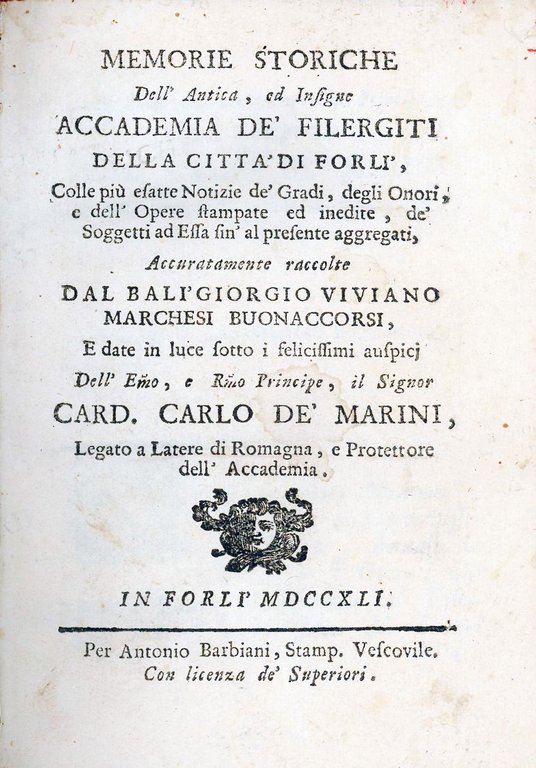 MEMORIE STORICHE
Dell' Antica, ed Inſigne
ACCADEMIA DE' FILERGITI
DELLA CITTA' DI FORLI',
Colle più eſatte Notizie de' Gradi, degli Onori,
e dell' Opere ſtampate ed inedite, de'
Soggetti ad Eſſa ſin' al preſente aggregati,
Accuratamente raccolte
DAL BALI' GIORGIO VIVIANO
MARCHESI BUONACCORSI,
E date in luce ſotto i feliciſſimi auſpicj
Dell' Em̃o, e Rm̃o Principe, il Signor
CARD. CARLO DE' MARINI,
Legato a Latere di Romagna, e Protettore
dell' Accademia.
IN FORLI' MDCCXLI.
Per Antonio Barbiani, Stamp. Veſcovile.
Con licenza de' Superiori.